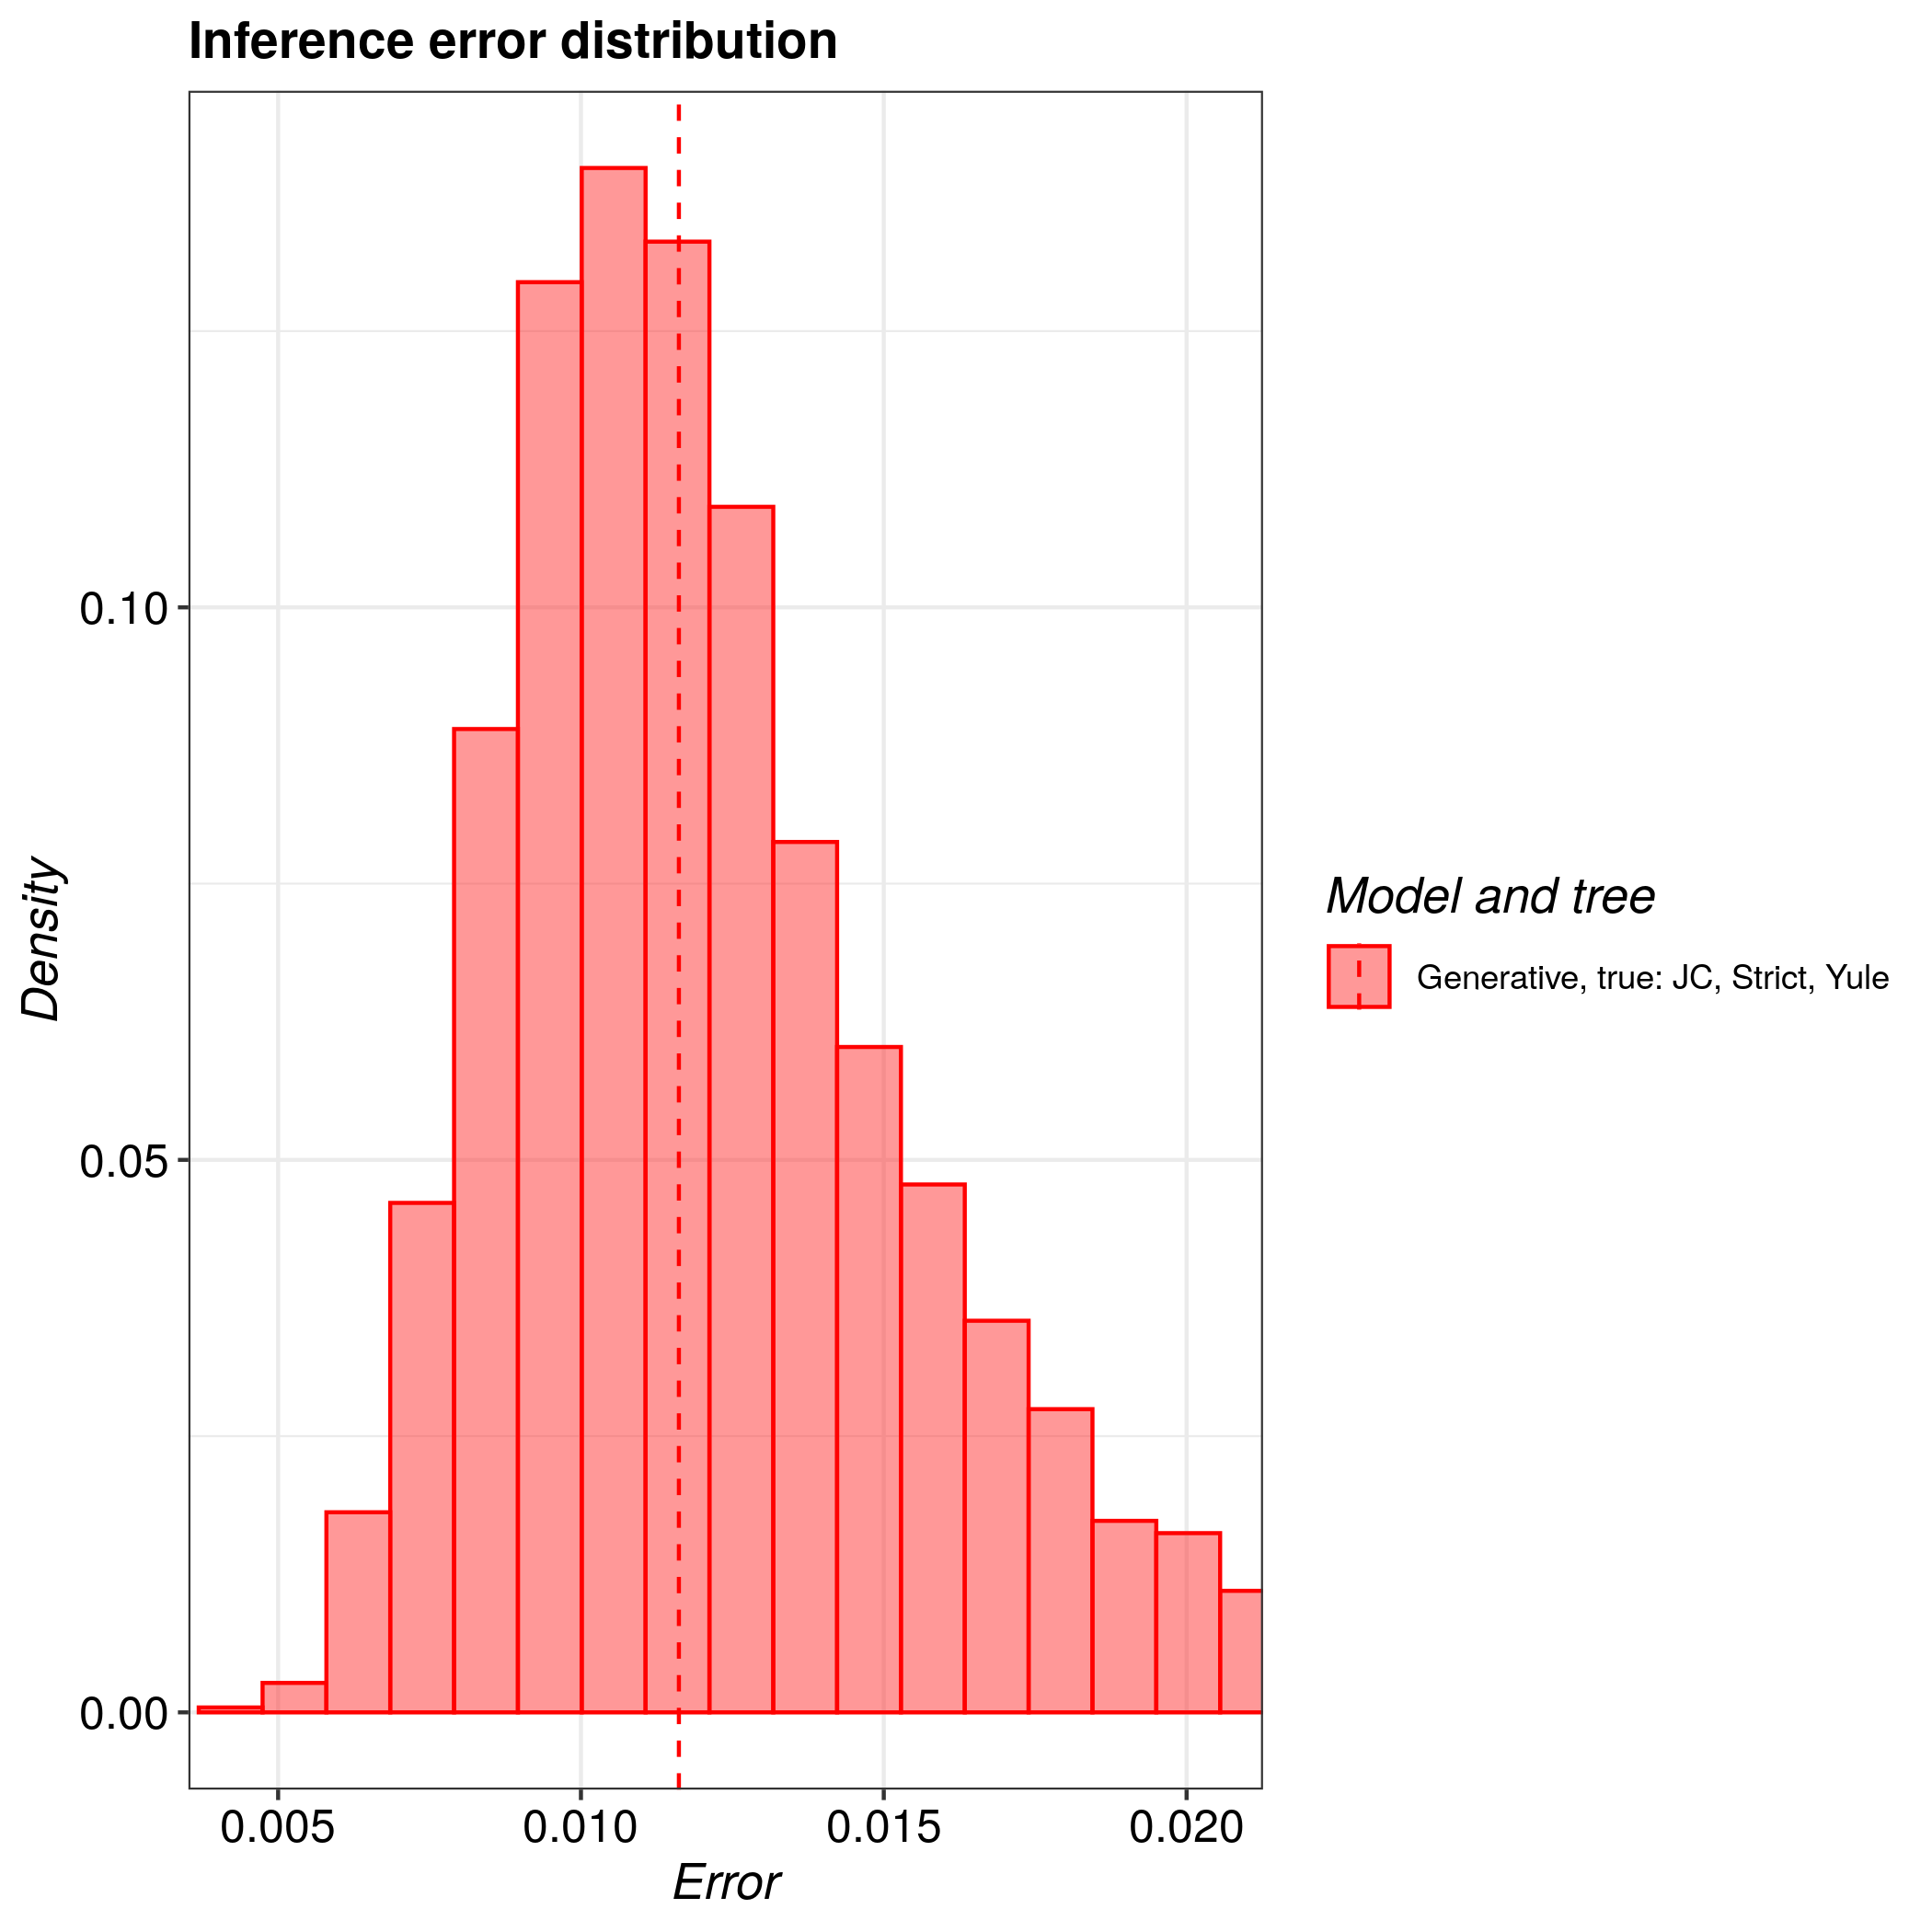 Inference error distribution
0.10
0.05
0.00
Density
0.005 0.010 0.015 0.020
Error
Model and tree
Generative, true: JC, Strict, Yule